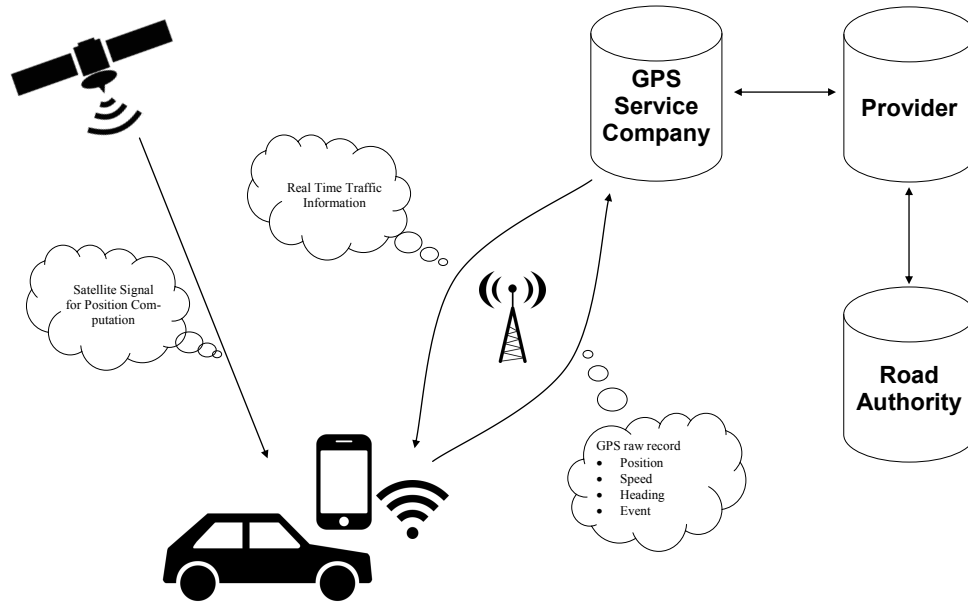 GPS
Service
Company
Provider
Real Time Traffic
Information
Satellite Signal
for Position Com-
putation
Road
Authority
GPS raw record
• Position
• Speed
• Heading
• Event